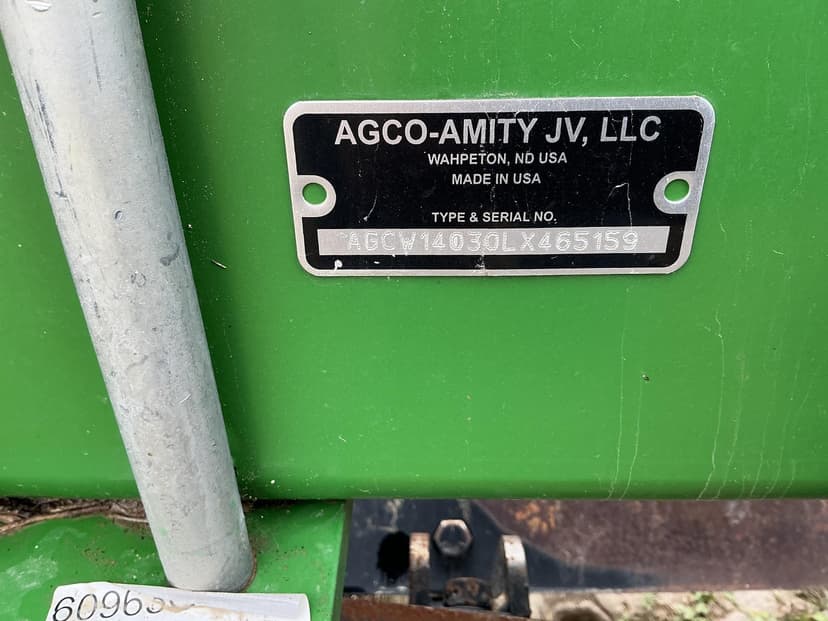 AGCO-AMITY JV, LLC
WAHPETON, ND USA
MADE IN USA
TYPE & SERIAL NO.
AGCW14030LX465159